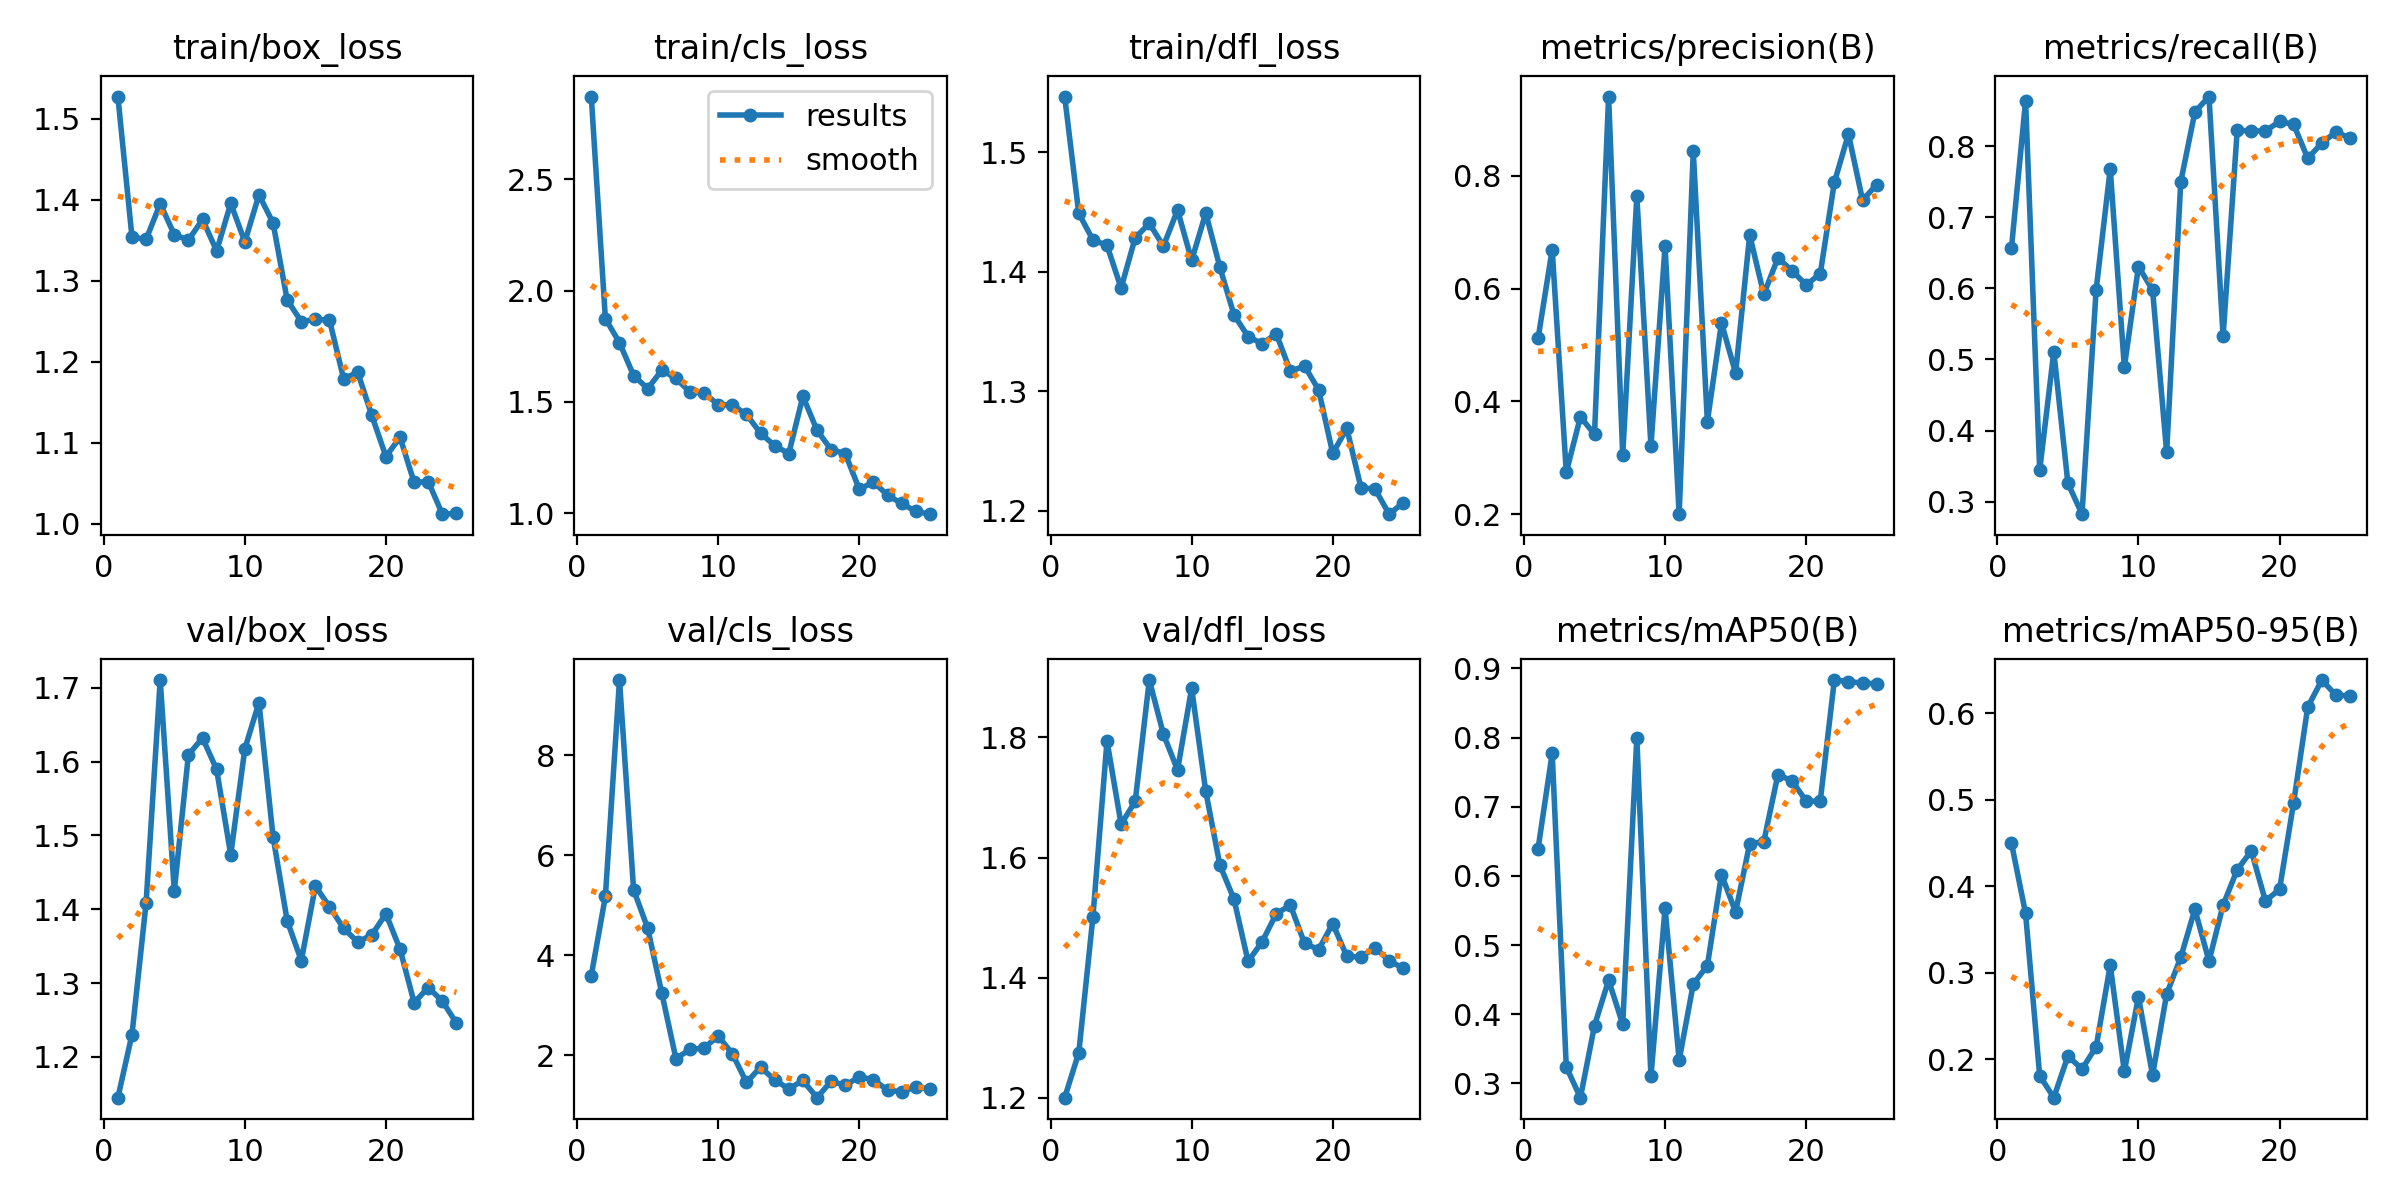 train/box_loss
1.5
1.4
1.3
1.2
1.1
1.0
0 10 20
train/cls_loss
results
smooth
2.5
2.0
1.5
1.0
0 10 20
train/dfl_loss
1.5
1.4
1.3
1.2
0 10 20
metrics/precision(B)
0.8
0.6
0.4
0.2
0 10 20
metrics/recall(B)
0.8
0.7
0.6
0.5
0.4
0.3
0 10 20
val/box_loss
1.7
1.6
1.5
1.4
1.3
1.2
0 10 20
val/cls_loss
8
6
4
2
0 10 20
val/dfl_loss
1.8
1.6
1.4
1.2
0 10 20
metrics/mAP50(B)
0.9
0.8
0.7
0.6
0.5
0.4
0.3
0 10 20
metrics/mAP50-95(B)
0.6
0.5
0.4
0.3
0.2
0 10 20